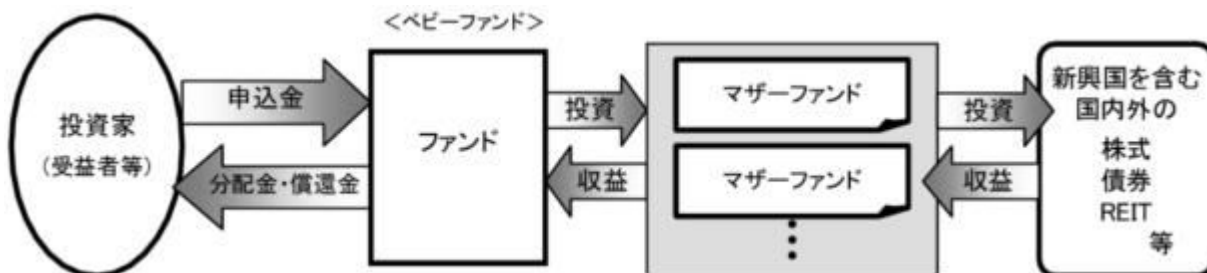 <ベビーファンド>
投資家
(受益者等)
申込金
分配金・償還金
ファンド
投資
収益
マザーファンド
マザーファンド
投資
収益
新興国を含む
国内外の
株式
債券
REIT
等